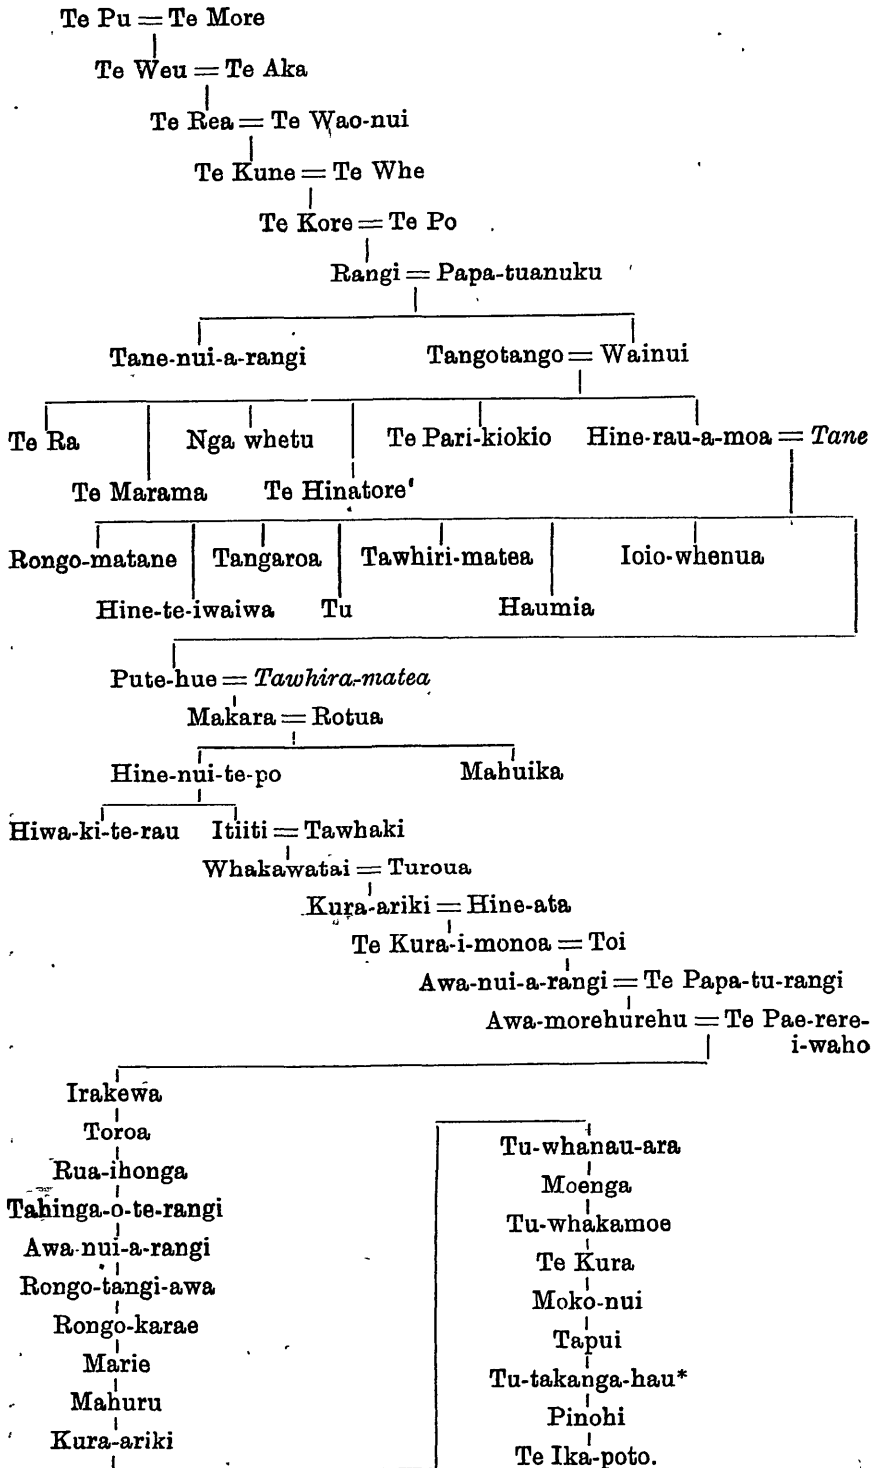 Te Pu = Te More
Te Weu = Te Aka
Te Rea = Te Wao-nui
Te Kune = Te Whe
Te Kore = Te Po
Rangi = Papa-tuanuku
Tane-nui-a-rangi Tangotango = Wainui
Te Ra Nga whetu Te Pari-kiokio Hine-rau-a-moa = Tane
Te Marama Te Hinatore'
Rongo-matane Tangaroa Tawhiri-matea Ioio-whenua
Hine-te-iwaiwa Tu Haumia
Pute-hue = Tawhira-matea
Makara = Rotua
Hine-nui-te-po Mahuika
Hiwa-ki-te-rau Itiiti = Tawhaki
Whakawatai = Turoua
Kura-ariki = Hine-ata
Te Kura-i-monoa = Toi
Awa-nui-a-rangi = Te Papa-tu-rangi
Awa-morehurehu = Te Pae-rere-
i-waho
Irakewa
Toroa
Rua-ihonga
Tahinga-o-te-rangi
Awa-nui-a-rangi
Rongo-tangi-awa
Rongo-karae
Marie
Mahuru
Kura-ariki
Tu-whanau-ara
Moenga
Tu-whakamoe
Te Kura
Moko-nui
Tapui
Tu-takanga-hau*
Pinohi
Te Ika-poto.